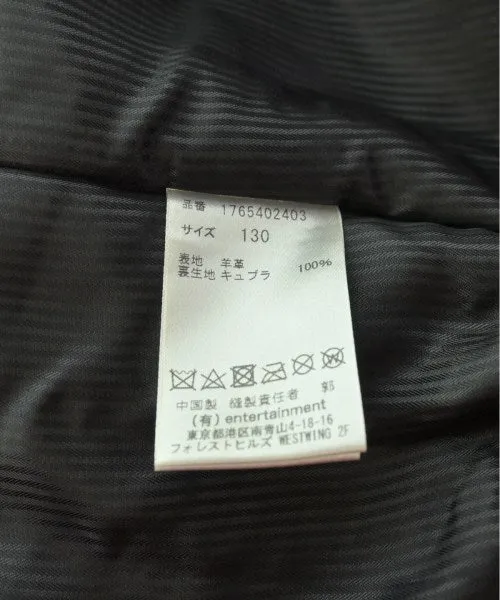 品番 1765402403
サイズ 130
表地 羊革
裏生地 キュプラ 100%
中国製 縫製責任者 郭
(有) entertainment
東京都港区南青山4-18-16
フォレストヒルズ WESTWING 2F